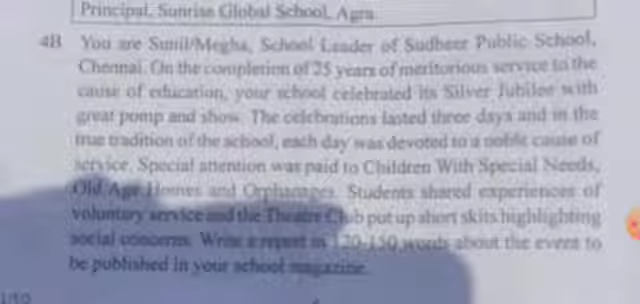 Principal, Sunrise Global School, Agra
4B You are Sunil/Megha, School Leader of Sudbeer Public School,
Chennai. On the completion of 25 years of meritorious service to the
cause of education, your school celebrated its Silver Jubilee with
great pomp and show. The celebrations lasted three days and in the
true tradition of the school, each day was devoted to a noble cause of
service. Special attention was paid to Children With Special Needs,
Old Age Homes and Orphanages. Students shared experiences of
voluntary service and the Theatre Club put up short skits highlighting
social concerns. Write a report in 120-150 words about the event to
be published in your school magazine.